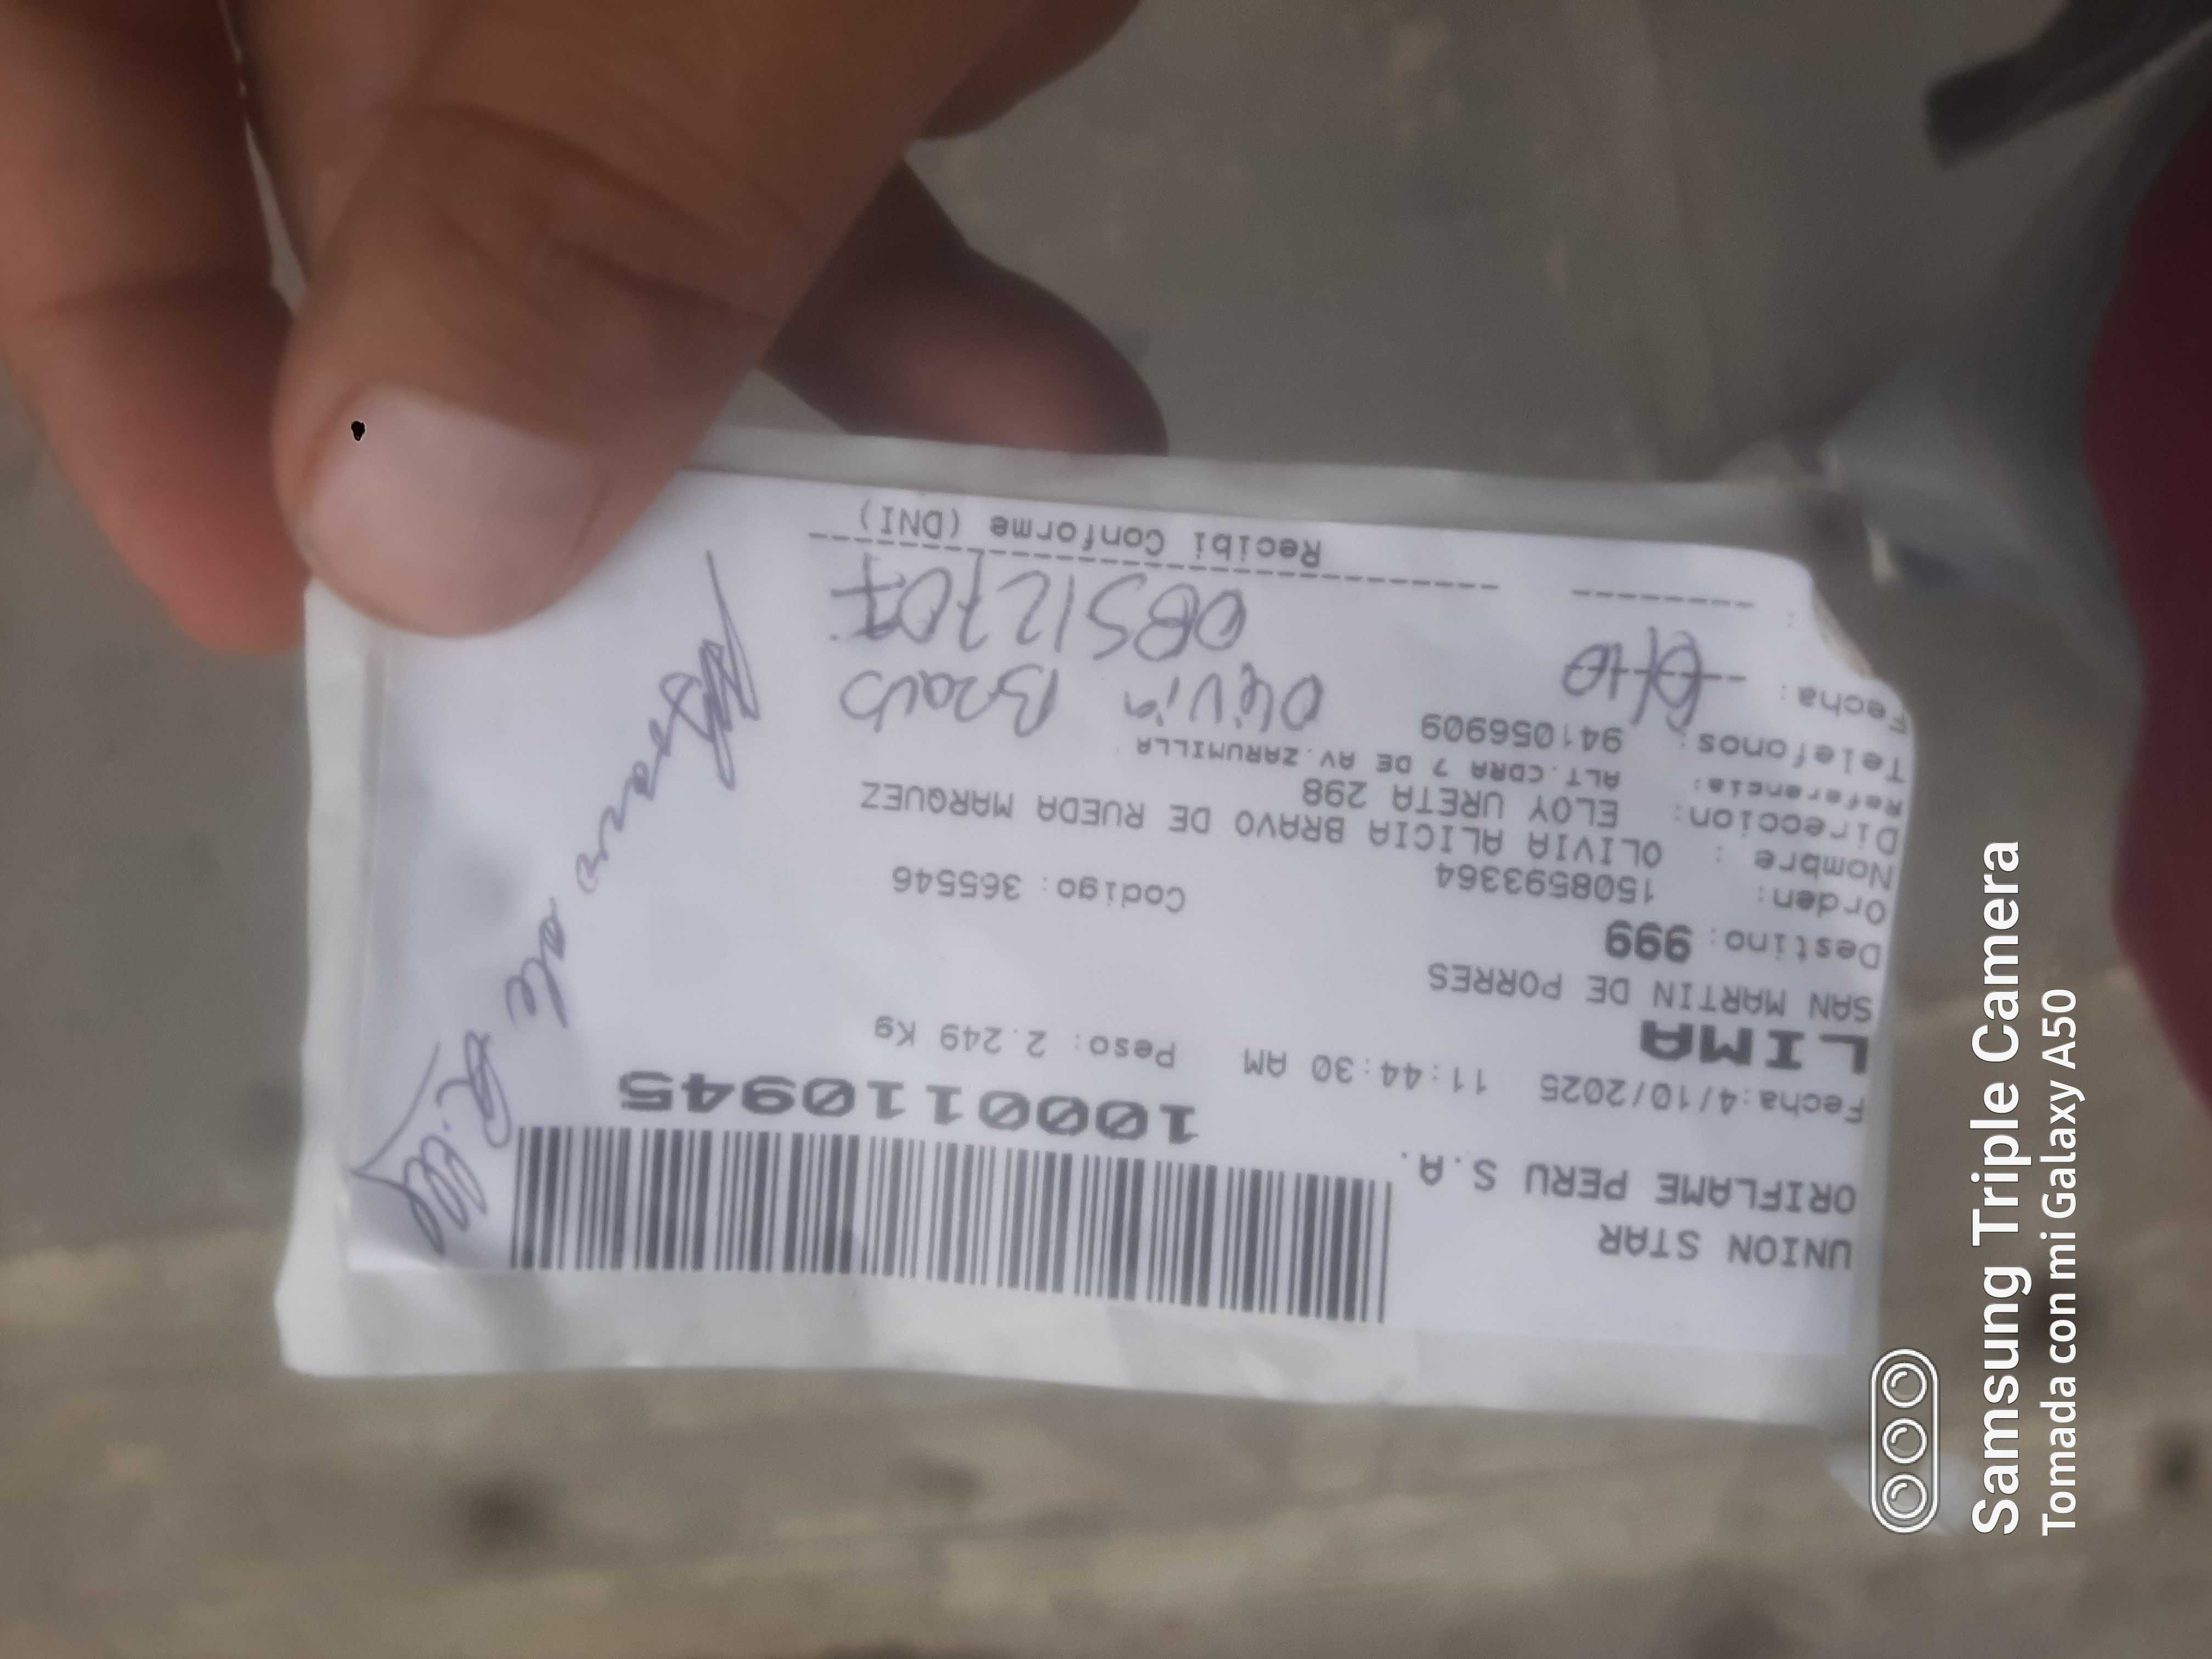 UNION STAR
ORIFLAME PERU S.A.
1000110945
Fecha:4/10/2025 11:44:30 AM Peso: 2.249 Kg
LIMA
SAN MARTIN DE PORRES
Destino: 999
Orden: 1508593364 Codigo: 365546
Nombre : OLIVIA ALICIA BRAVO DE RUEDA MARQUEZ
Direccion: ELOY URETA 298
Referencia: ALT.CDRA 7 DE AV.ZARUMILLA
Telefonos: 941056909
Fecha:
Olivia Bravo
08512707
Recibi Conforme (DNI)
Samsung Triple Camera
Tomada con mi Galaxy A50